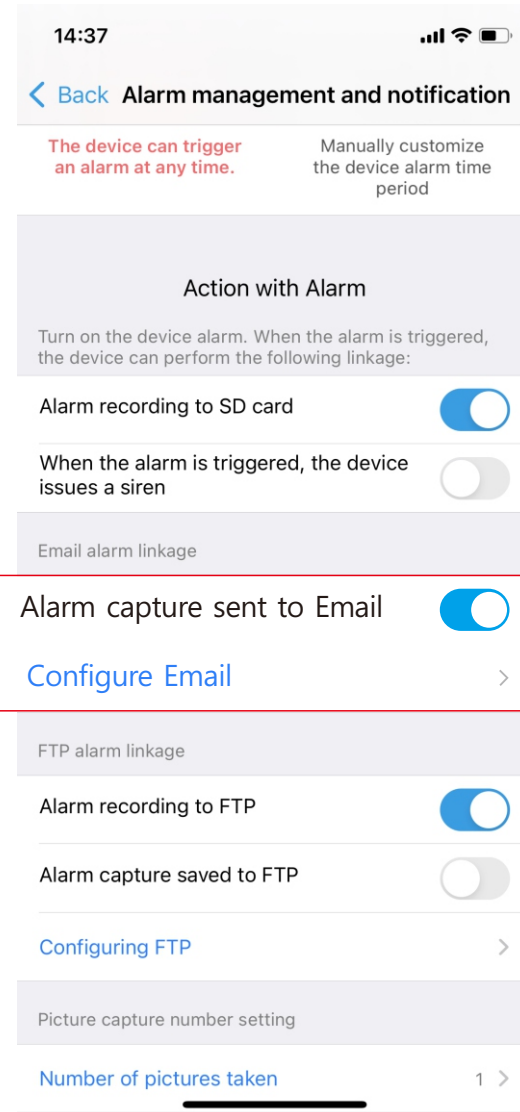 14:37
Back Alarm management and notification
The device can trigger
an alarm at any time.
Manually customize
the device alarm time
period
Action with Alarm
Turn on the device alarm. When the alarm is triggered,
the device can perform the following linkage:
Alarm recording to SD card
When the alarm is triggered, the device
issues a siren
Email alarm linkage
Alarm capture sent to Email
Configure Email
FTP alarm linkage
Alarm recording to FTP
Alarm capture saved to FTP
Configuring FTP
Picture capture number setting
Number of pictures taken 1